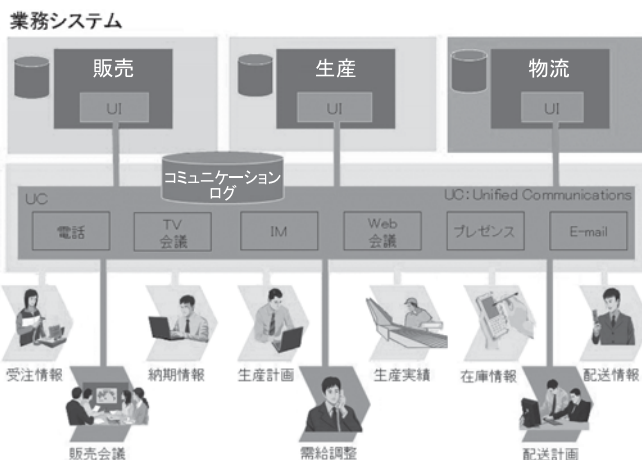 業務システム
販売
生産
物流
UI
UI
UI
コミュニケーション
ログ
UC
UC:Unified Communications
電話
TV
会議
IM
Web
会議
プレゼンス
E-mail
受注情報
納期情報
生産計画
生産実績
在庫情報
配送情報
販売会議
需給調整
配送計画